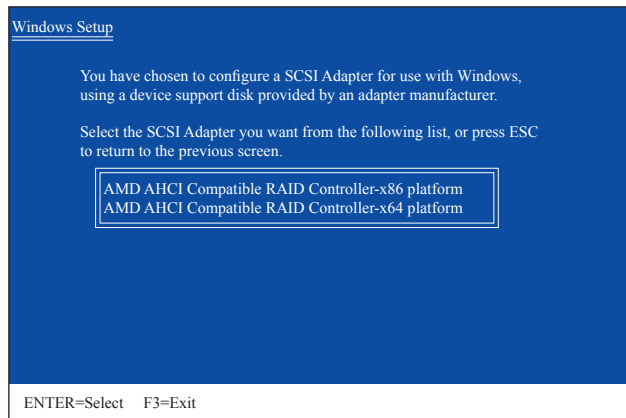 Windows Setup
You have chosen to configure a SCSI Adapter for use with Windows,
using a device support disk provided by an adapter manufacturer.
Select the SCSI Adapter you want from the following list, or press ESC
to return to the previous screen.
AMD AHCI Compatible RAID Controller-x86 platform
AMD AHCI Compatible RAID Controller-x64 platform
ENTER=Select F3=Exit